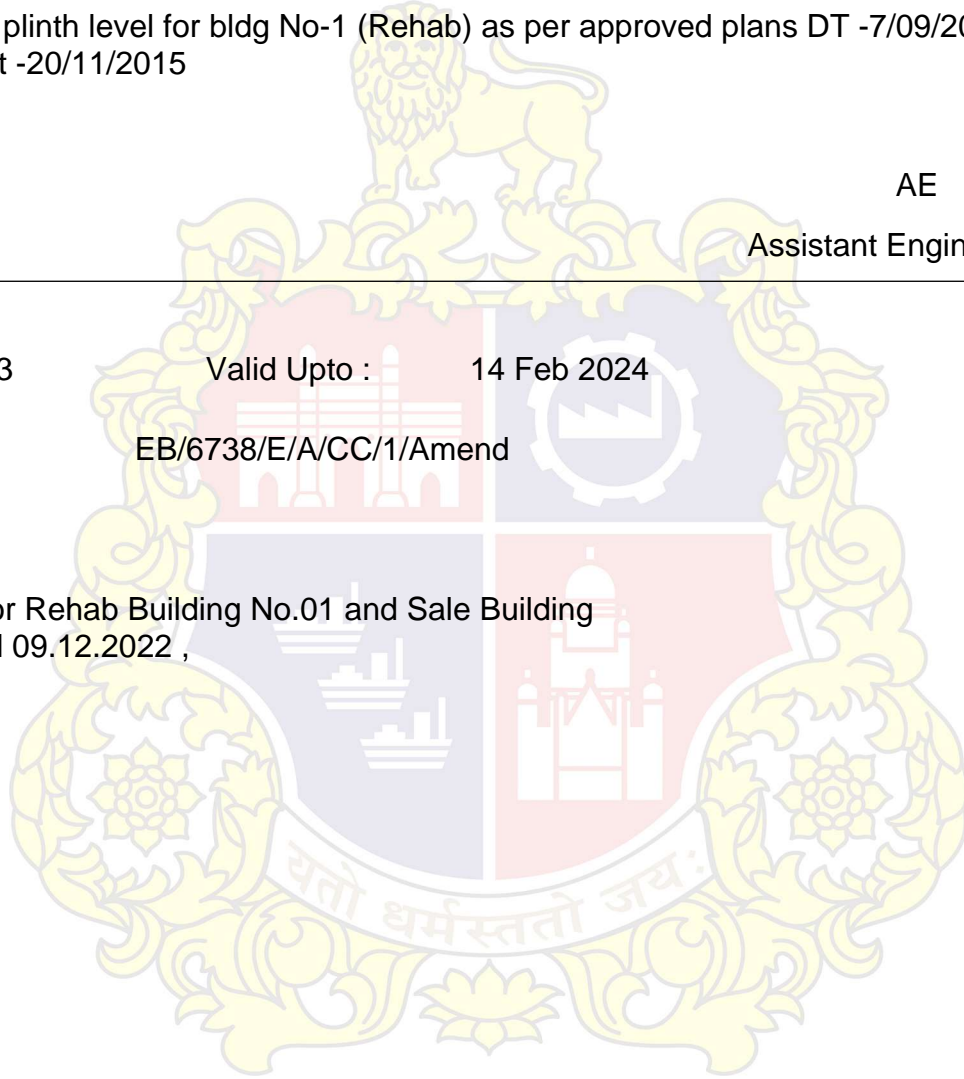 plinth level for bldg No-1 (Rehab) as per approved plans DT -7/09/20
t -20/11/2015
AE
Assistant Engin
3 Valid Upto : 14 Feb 2024
EB/6738/E/A/CC/1/Amend
or Rehab Building No.01 and Sale Building
d 09.12.2022 ,
यतो धर्मस्ततो जय: